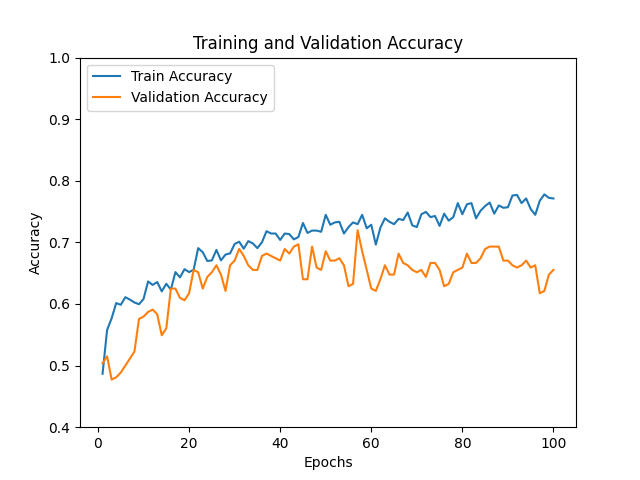 Training and Validation Accuracy
Train Accuracy
Validation Accuracy
1.0
0.9
0.8
0.7
0.6
0.5
0.4
Accuracy
0 20 40 60 80 100
Epochs